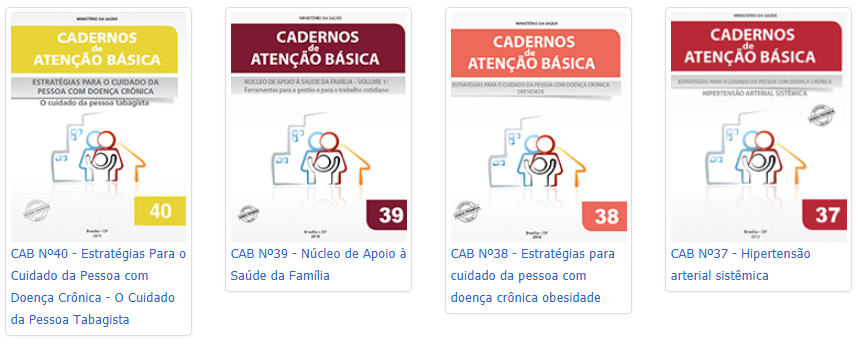 MINISTÉRIO DA SAÚDE
CADERNOS
de
ATENÇÃO BÁSICA
ESTRATÉGIAS PARA O CUIDADO DA
PESSOA COM DOENÇA CRÔNICA
O cuidado da pessoa tabagista
40
Brasília - DF
2015
CAB Nº40 - Estratégias Para o
Cuidado da Pessoa com
Doença Crônica - O Cuidado
da Pessoa Tabagista
MINISTÉRIO DA SAÚDE
CADERNOS
de
ATENÇÃO BÁSICA
NÚCLEO DE APOIO À SAÚDE DA FAMÍLIA – VOLUME 1:
Ferramentas para a gestão e para o trabalho cotidiano
39
Brasília – DF
2014
CAB Nº39 - Núcleo de Apoio à
Saúde da Família
MINISTÉRIO DA SAÚDE
CADERNOS
de
ATENÇÃO BÁSICA
ESTRATÉGIAS PARA O CUIDADO DA PESSOA COM DOENÇA CRÔNICA
OBESIDADE
38
Brasília – DF
2014
CAB Nº38 - Estratégias para
cuidado da pessoa com
doença crônica obesidade
MINISTÉRIO DA SAÚDE
CADERNOS
de
ATENÇÃO BÁSICA
ESTRATÉGIAS PARA O CUIDADO DA PESSOA COM DOENÇA CRÔNICA
HIPERTENSÃO ARTERIAL SISTÊMICA
37
Brasília – DF
2013
CAB Nº37 - Hipertensão
arterial sistêmica